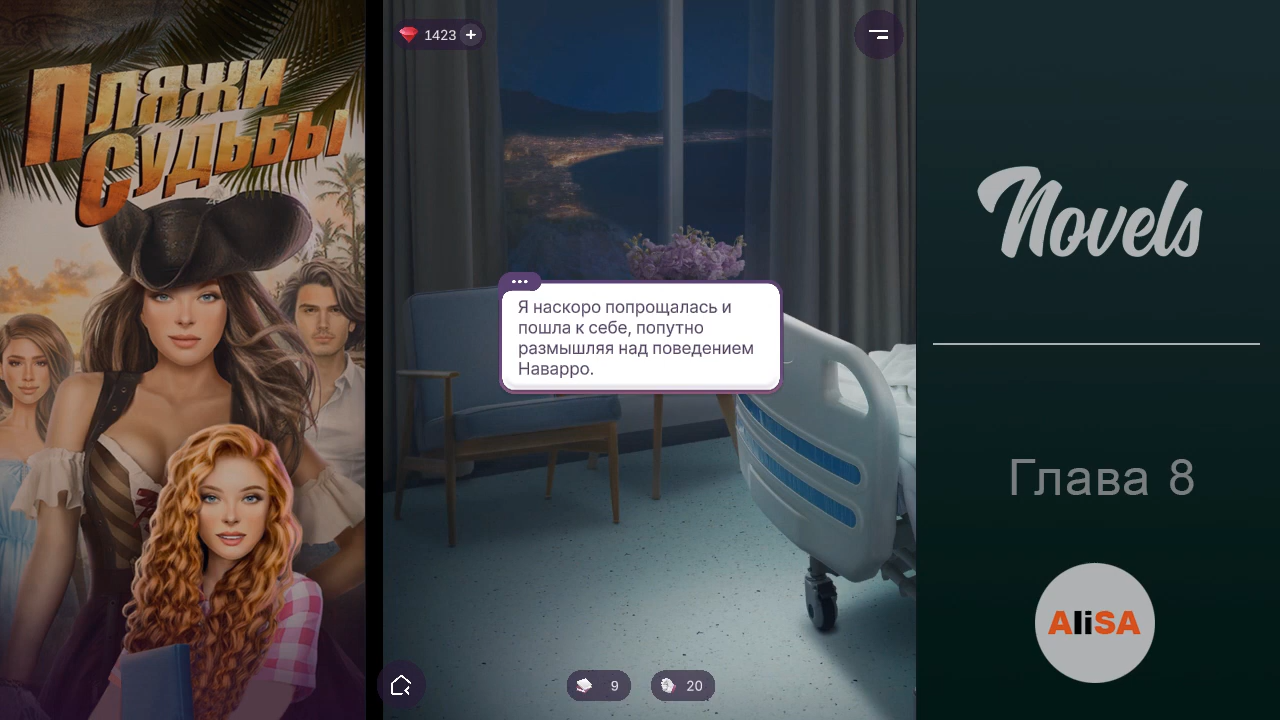 Пляжи
Судьбы
1423 +
Я наскоро попрощалась и
пошла к себе, попутно
размышляя над поведением
Наварро.
9
20
Novels
Глава 8
AliSA